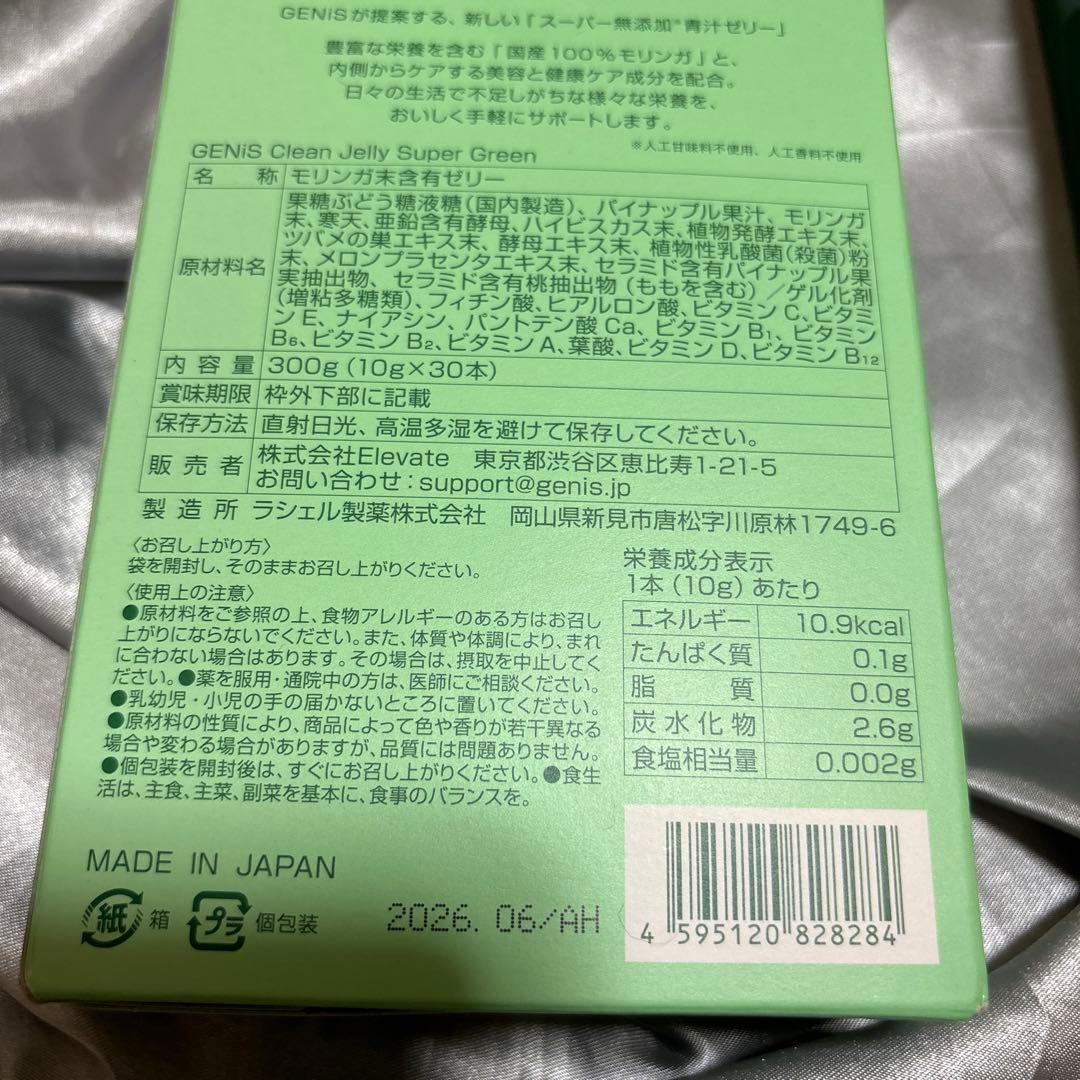 GENiSが提案する、新しい「スーパー無添加※青汁ゼリー」
豊富な栄養を含む「国産100%モリンガ」と、
内側からケアする美容と健康ケア成分を配合。
日々の生活で不足しがちな様々な栄養を、
おいしく手軽にサポートします。
※人工甘味料不使用、人工香料不使用
GENiS Clean Jelly Super Green
名称 モリンガ末含有ゼリー
原材料名
果糖ぶどう糖液糖(国内製造)、パイナップル果汁、モリンガ
末、寒天、亜鉛含有酵母、ハイビスカス末、植物発酵エキス末、
ツバメの巣エキス末、酵母エキス末、植物性乳酸菌(殺菌)粉
末、メロンプラセンタエキス末、セラミド含有パイナップル果
実抽出物、セラミド含有桃抽出物(ももを含む)／ゲル化剤
(増粘多糖類)、フィチン酸、ヒアルロン酸、ビタミンC、ビタミ
ンE、ナイアシン、パントテン酸Ca、ビタミンB1、ビタミン
B6、ビタミンB2、ビタミンA、葉酸、ビタミンD、ビタミンB12
内容量 300g(10g×30本)
賞味期限 枠外下部に記載
保存方法 直射日光、高温多湿を避けて保存してください。
販売者
株式会社Elevate 東京都渋谷区恵比寿1-21-5
お問い合わせ：support@genis.jp
製造所 ラシェル製薬株式会社 岡山県新見市唐松字川原林1749-6
〈お召し上がり方〉
袋を開封し、そのままお召し上がりください。
〈使用上の注意〉
●原材料をご参照の上、食物アレルギーのある方はお召し
上がりにならないでください。また、体質や体調により、まれ
に合わない場合はあります。その場合は、摂取を中止してく
ださい。●薬を服用・通院中の方は、医師にご相談ください。
●乳幼児・小児の手の届かないところに置いてください。
●原材料の性質により、商品によって色や香りが若干異なる
場合や変わる場合がありますが、品質には問題ありません。
●個包装を開封後は、すぐにお召し上がりください。●食生
活は、主食、主菜、副菜を基本に、食事のバランスを。
栄養成分表示
1本(10g)あたり
エネルギー 10.9kcal
たんぱく質 0.1g
脂質 0.0g
炭水化物 2.6g
食塩相当量 0.002g
MADE IN JAPAN
紙 箱 プラ 個包装
2026. 06/AH
4 595120 828284